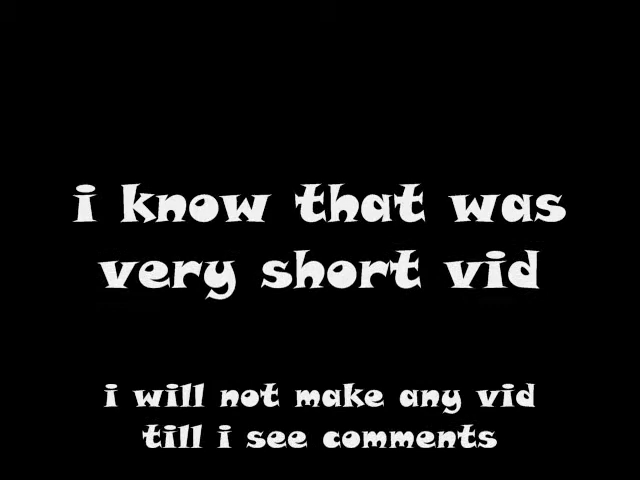 i know that was
very short vid
i will not make any vid
till i see comments